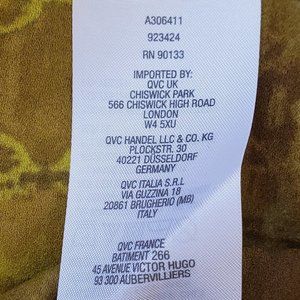 A306411
923424
RN 90133
IMPORTED BY:
QVC UK
CHISWICK PARK
566 CHISWICK HIGH ROAD
LONDON
W4 5XU
QVC HANDEL LLC & CO. KG
PLOCKSTR. 30
40221 DÜSSELDORF
GERMANY
QVC ITALIA S.R.L
VIA GUZZINA 18
20861 BRUGHERIO (MB)
ITALY
QVC FRANCE
BATIMENT 266
45 AVENUE VICTOR HUGO
93 300 AUBERVILLIERS